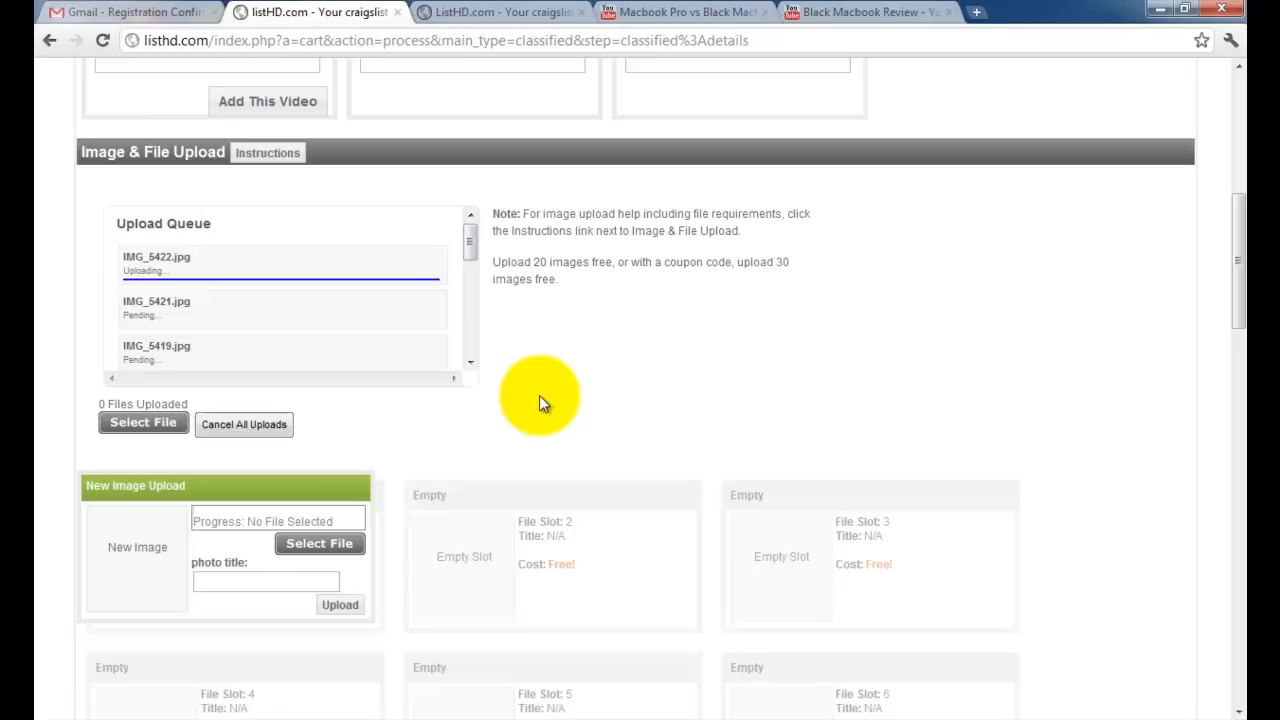 Gmail - Registration Confir
listHD.com - Your craigslist
ListHD.com - Your craigslis
You Tube
Macbook Pro vs Black Mac
You Tube
Black Macbook Review - Yo
listhd.com/index.php?a=cart&action=process&main_type=classified&step=classified%3Adetails
Add This Video
Image & File Upload
Instructions
Upload Queue
IMG_5422.jpg
Uploading...
IMG_5421.jpg
Pending...
IMG_5419.jpg
Pending...
Note: For image upload help including file requirements, click
the Instructions link next to Image & File Upload.
Upload 20 images free, or with a coupon code, upload 30
images free.
0 Files Uploaded
Select File
Cancel All Uploads
New Image Upload
New Image
Progress: No File Selected
Select File
photo title:
Upload
Empty
Empty Slot
File Slot: 2
Title: N/A
Cost: Free!
Empty
Empty Slot
File Slot: 3
Title: N/A
Cost: Free!
Empty
File Slot: 4
Title: N/A
Empty
File Slot: 5
Title: N/A
Empty
File Slot: 6
Title: N/A